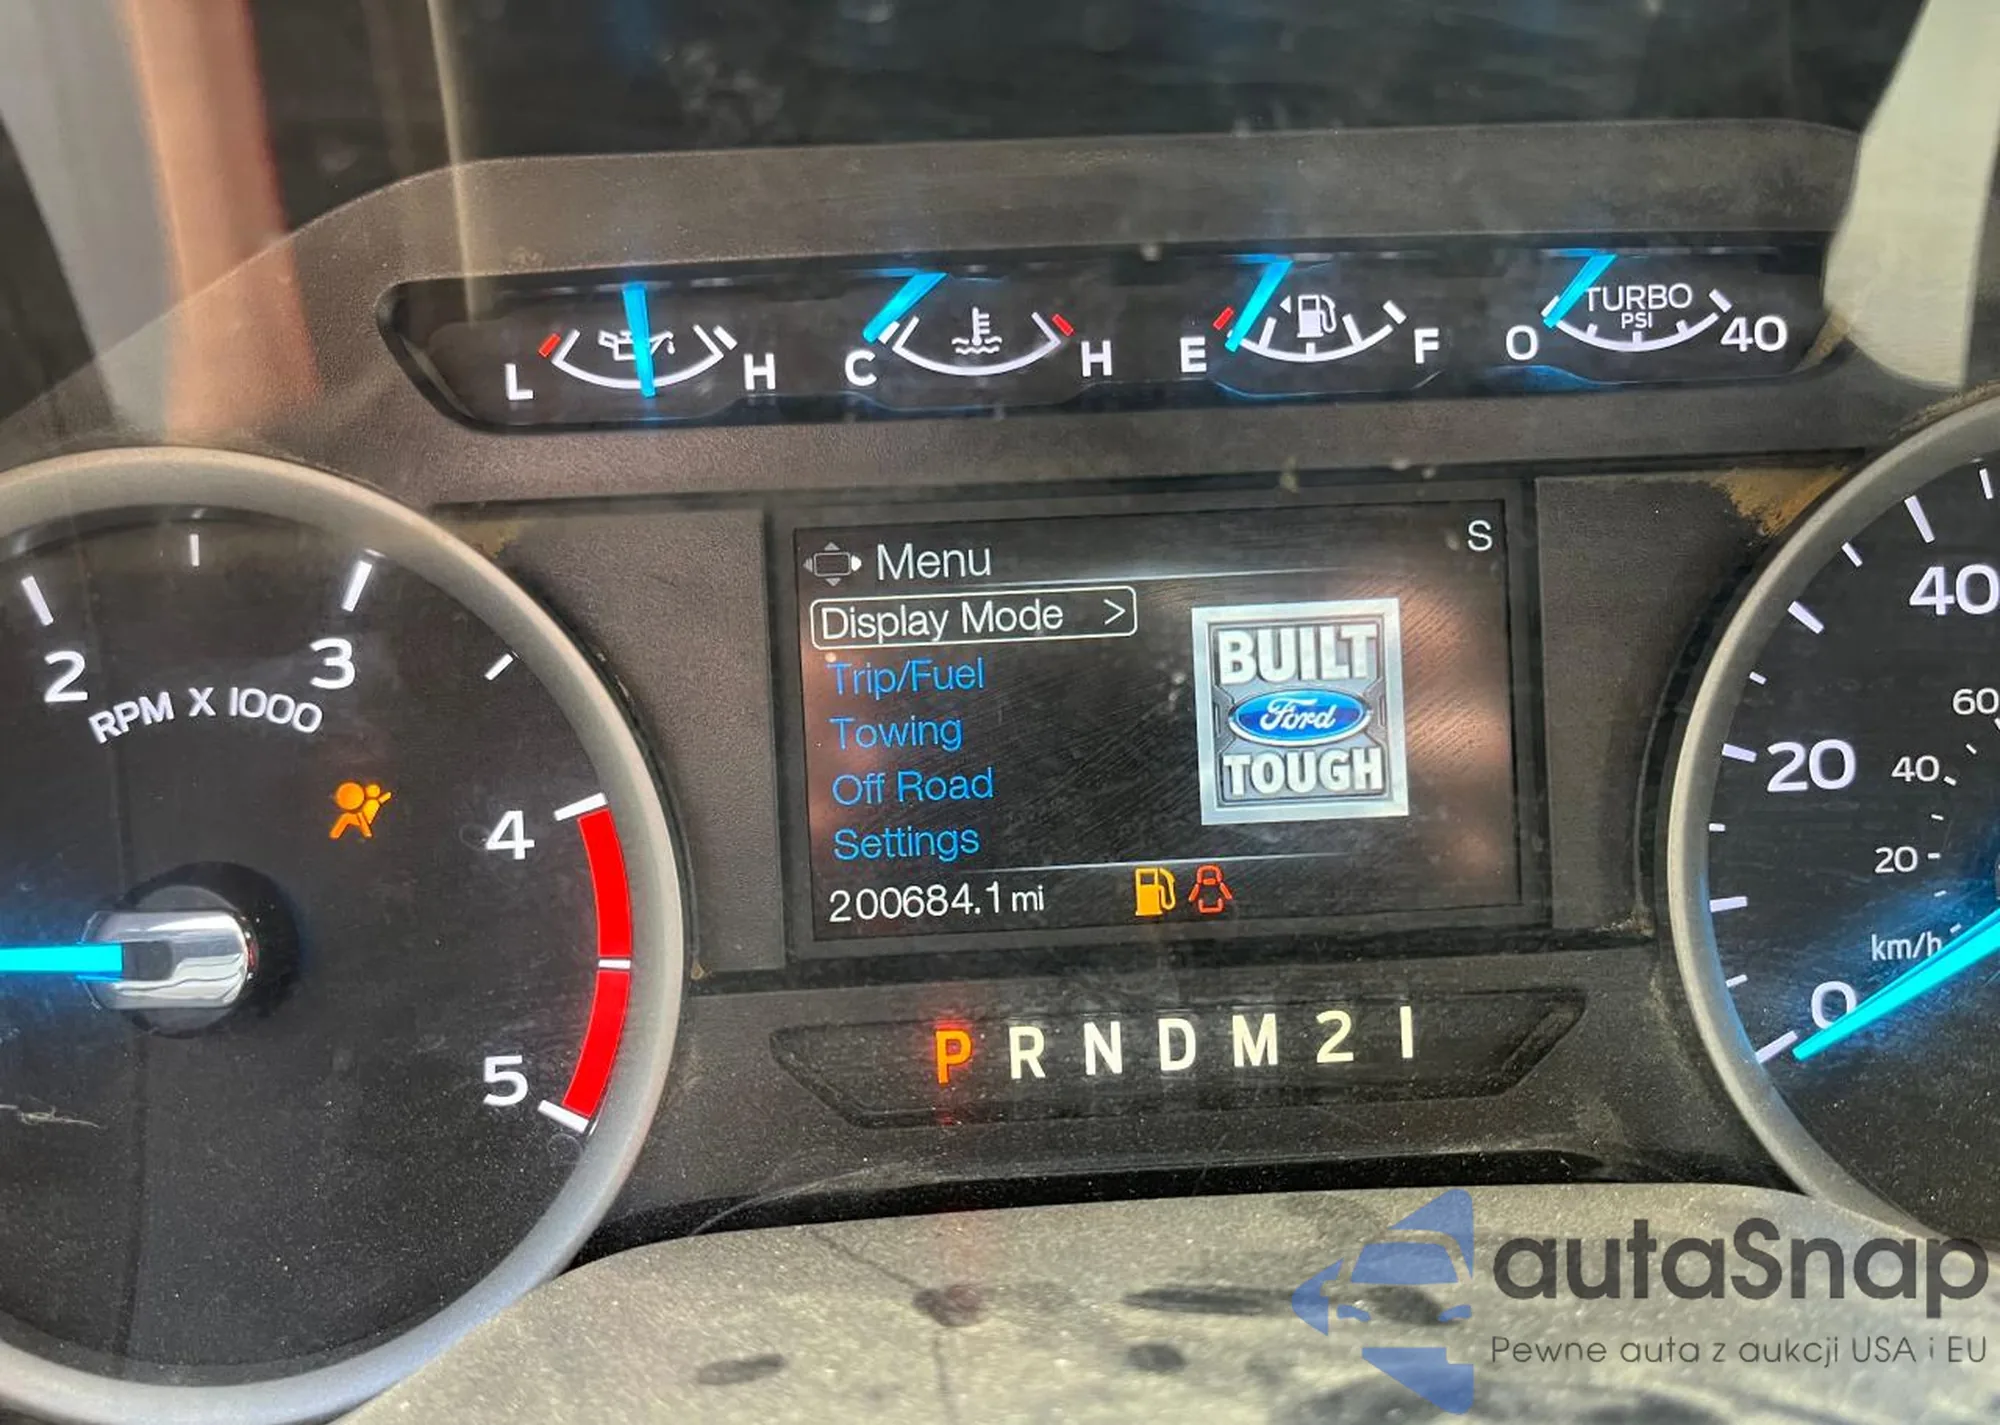 L H C H E F 0 TURBO PSI 40
Menu S
Display Mode >
Trip/Fuel
Towing
Off Road
Settings
200684.1 mi
BUILT
Ford
TOUGH
2 3 4 5
RPM X 1000
P R N D M 2 1
40
20
0
60
40
20
km/h
autaSnap
Pewne auta z aukcji USA i EU